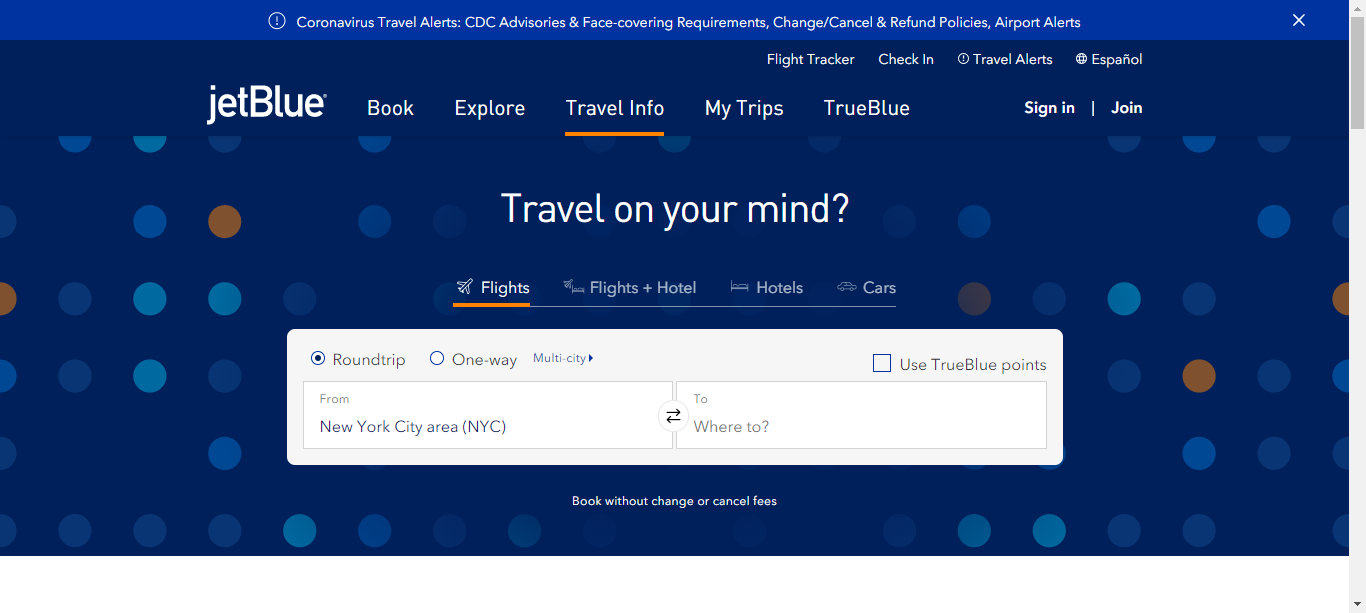 Coronavirus Travel Alerts: CDC Advisories & Face-covering Requirements, Change/Cancel & Refund Policies, Airport Alerts
Flight Tracker Check In Travel Alerts Español
jetBlue Book Explore Travel Info My Trips TrueBlue Sign in | Join
Travel on your mind?
Flights Flights + Hotel Hotels Cars
Roundtrip One-way Multi-city Use TrueBlue points
From To
New York City area (NYC) Where to?
Book without change or cancel fees